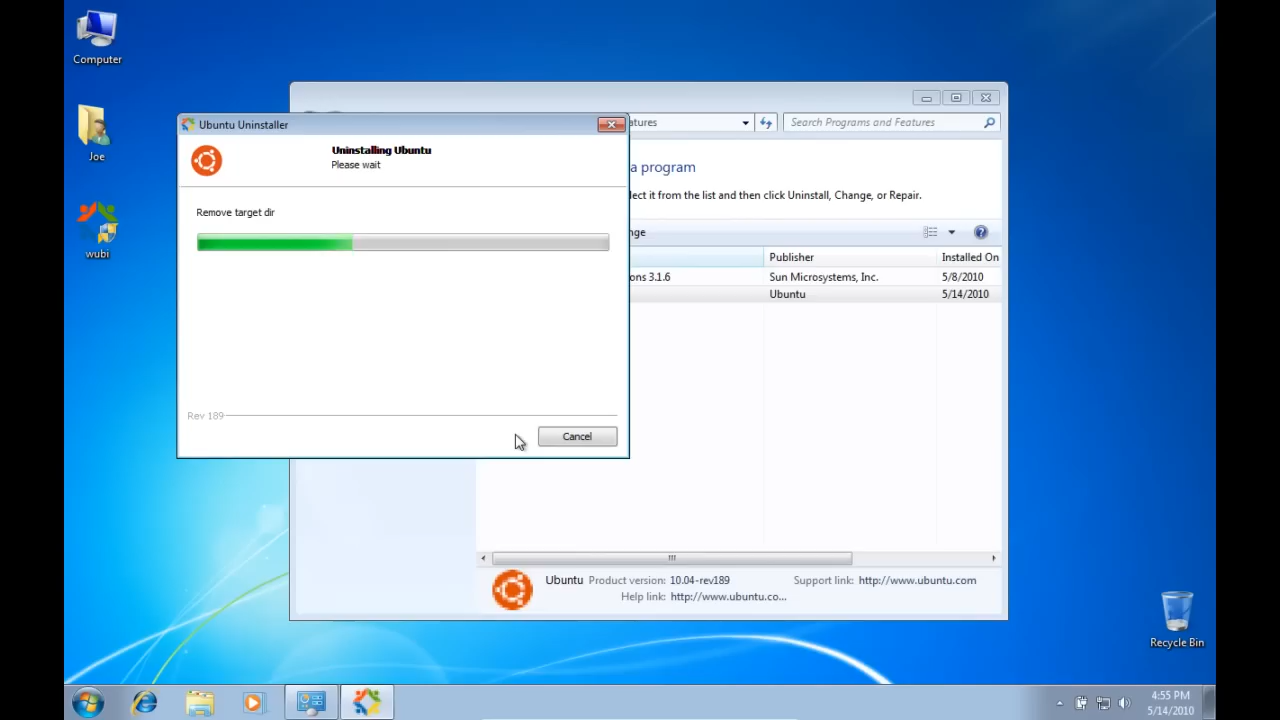 Computer
Joe
wubi
Ubuntu Uninstaller
Uninstalling Ubuntu
Please wait
Remove target dir
Rev 189
Cancel
atures
Search Programs and Features
a program
lect it from the list and then click Uninstall, Change, or Repair.
nge
Publisher
Installed On
ons 3.1.6
Sun Microsystems, Inc.
5/8/2010
Ubuntu
5/14/2010
Ubuntu Product version: 10.04-rev189 Support link: http://www.ubuntu.com
Help link: http://www.ubuntu.co...
Recycle Bin
4:55 PM
5/14/2010